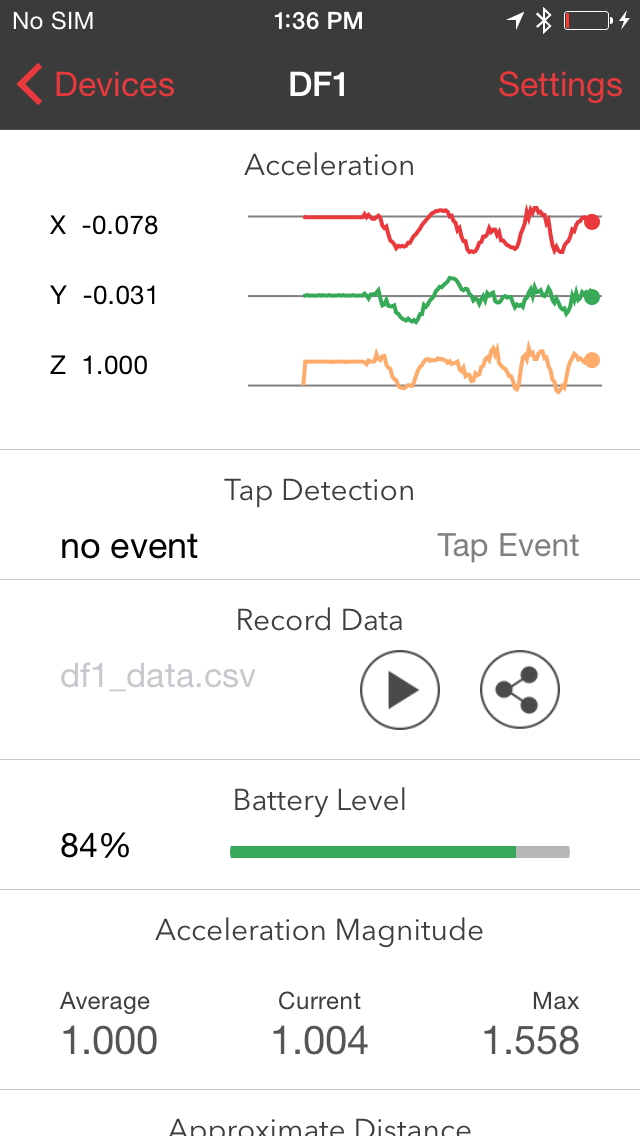 No SIM 1:36 PM
Devices DF1 Settings
Acceleration
X -0.078
Y -0.031
Z 1.000
Tap Detection
no event Tap Event
Record Data
df1_data.csv
Battery Level
84%
Acceleration Magnitude
Average Current Max
1.000 1.004 1.558
Approximate Distance